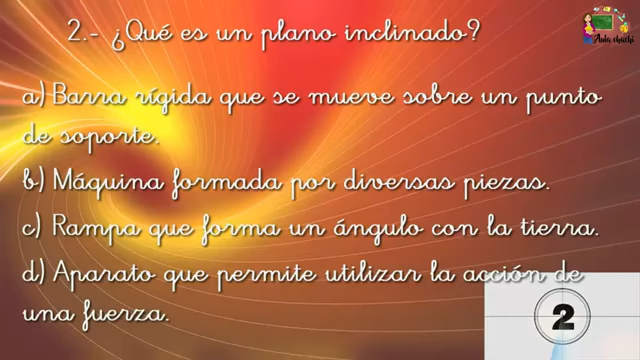 Aula chachi
2.- ¿Qué es un plano inclinado?
a) Barra rígida que se mueve sobre un punto
de soporte.
b) Máquina formada por diversas piezas.
c) Rampa que forma un ángulo con la tierra.
d) Aparato que permite utilizar la acción de
una fuerza.
2